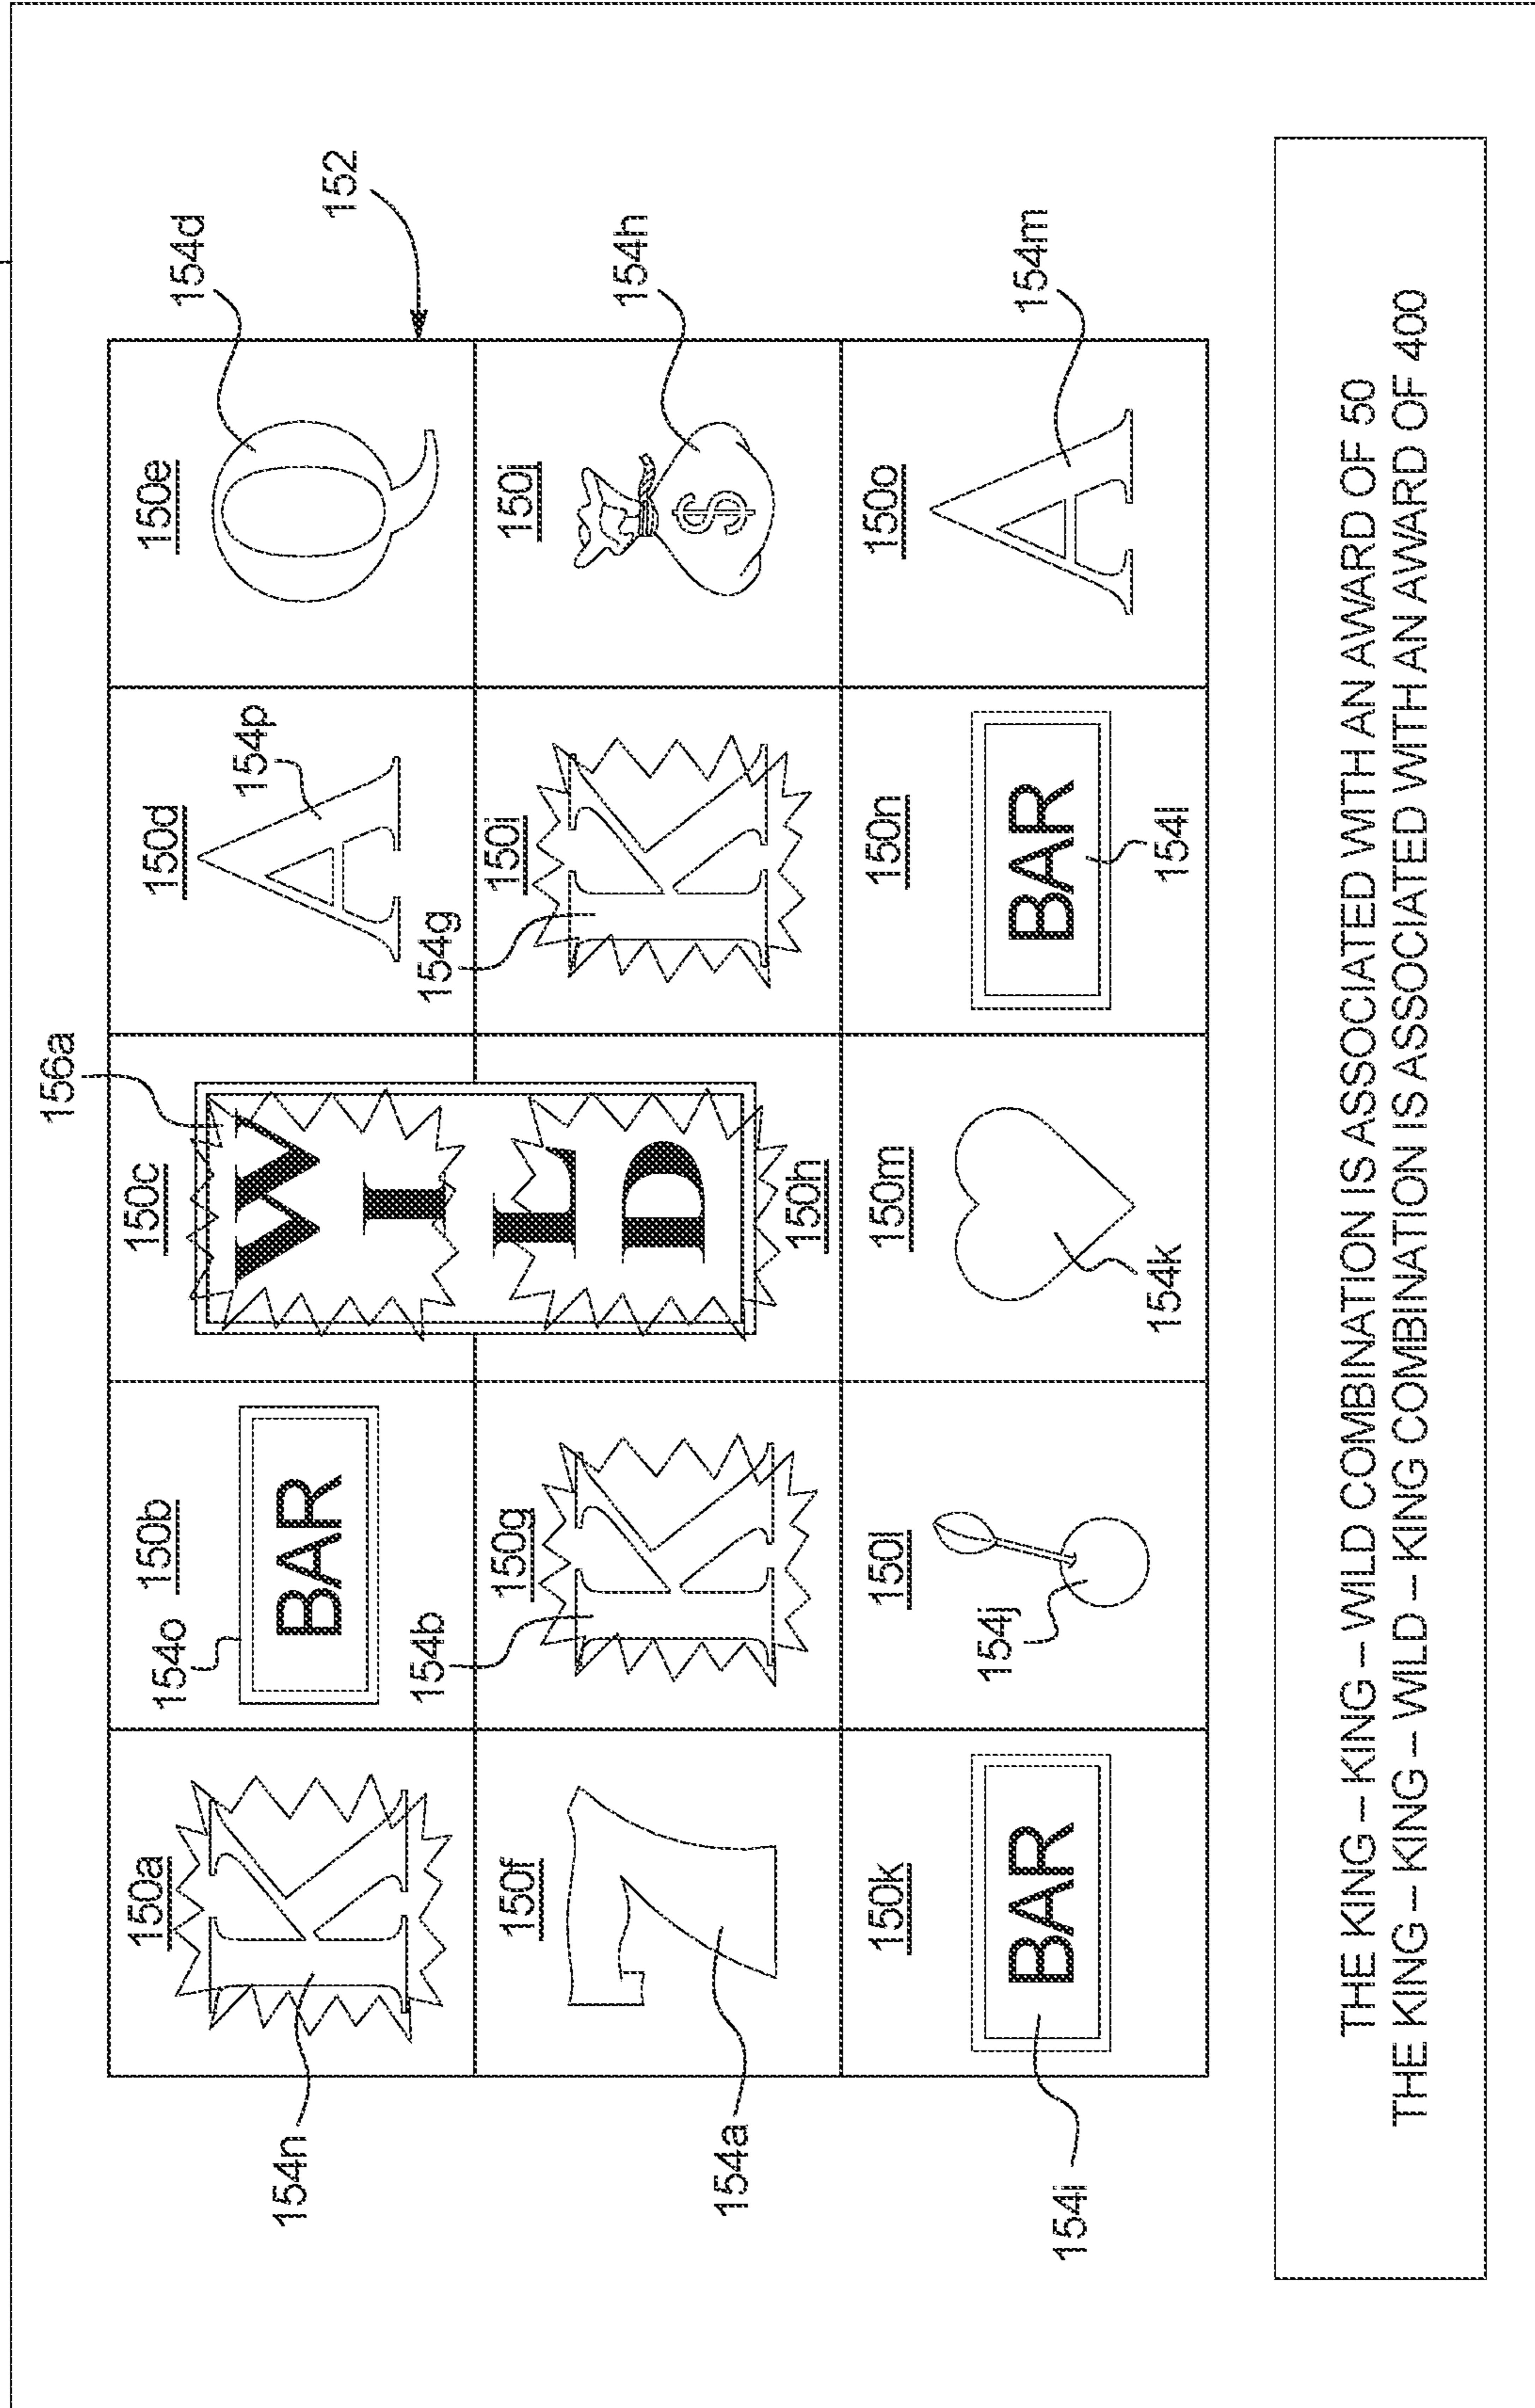 156a
150a
150b
150c
150d
150e
154d
152
154n
K
154o
BAR
WILD
154p
A
Q
150f
150g
150h
150i
150j
154h
154a
7
154b
K
154g
K
$
150k
150l
150m
150n
150o
154m
154i
BAR
154j
154k
BAR
154l
A
THE KING – KING – WILD COMBINATION IS ASSOCIATED WITH AN AWARD OF 50
THE KING – KING – WILD – KING COMBINATION IS ASSOCIATED WITH AN AWARD OF 400